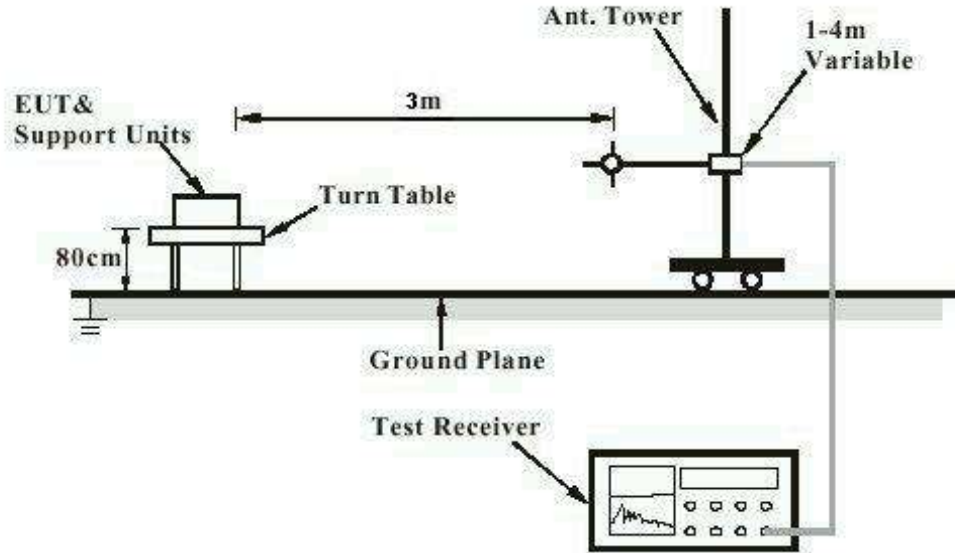 Ant. Tower
1-4m
Variable
EUT&
Support Units
3m
Turn Table
80cm
Ground Plane
Test Receiver